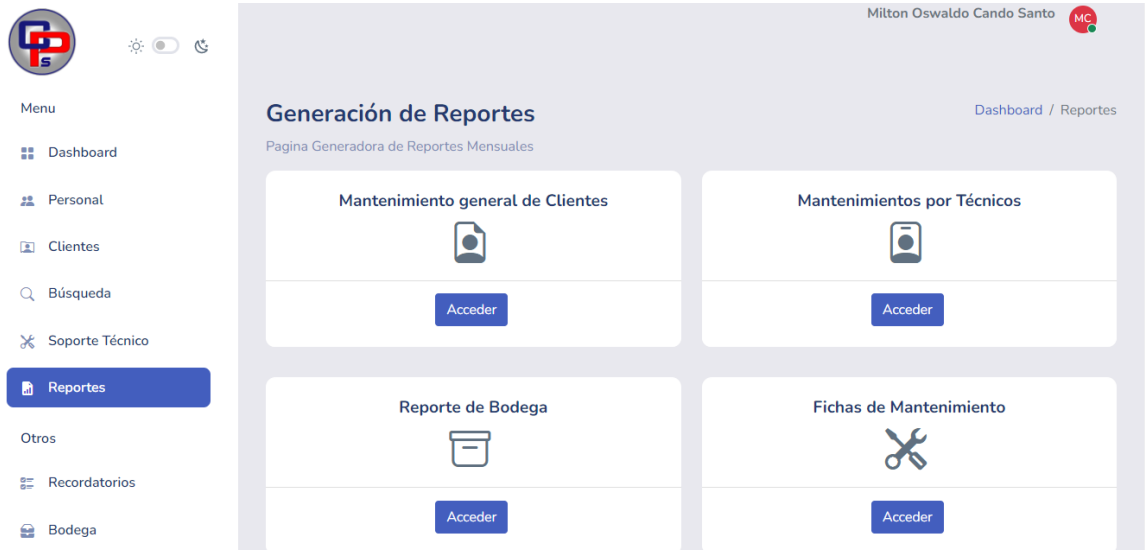 CPs
Milton Oswaldo Cando Santo
MC
Menu
Dashboard
Personal
Clientes
Búsqueda
Soporte Técnico
Reportes
Otros
Recordatorios
Bodega
Generación de Reportes
Dashboard / Reportes
Pagina Generadora de Reportes Mensuales
Mantenimiento general de Clientes
Acceder
Mantenimientos por Técnicos
Acceder
Reporte de Bodega
Acceder
Fichas de Mantenimiento
Acceder